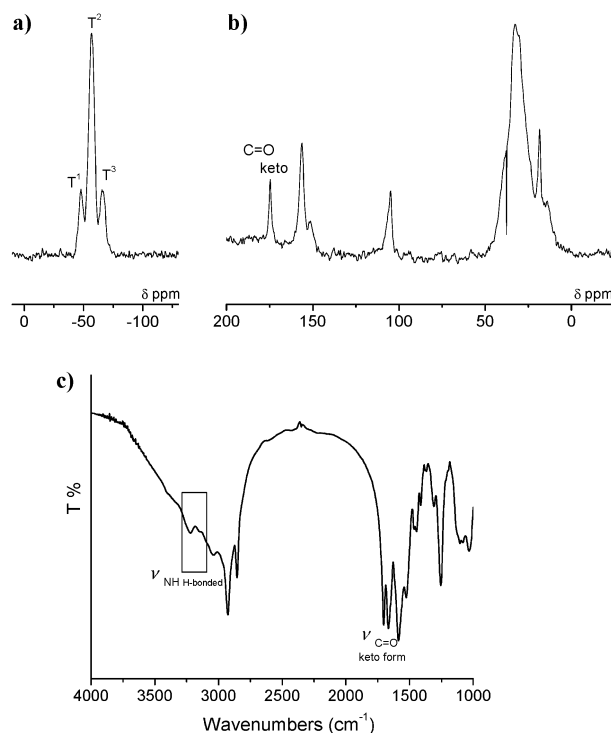 a)
b)
T²
T¹
T³
C=O
keto
δ ppm
0 -50 -100
δ ppm
200 150 100 50 0
c)
T %
ν NH H-bonded
ν C=O
keto form
4000 3500 3000 2500 2000 1500 1000
Wavenumbers (cm⁻¹)